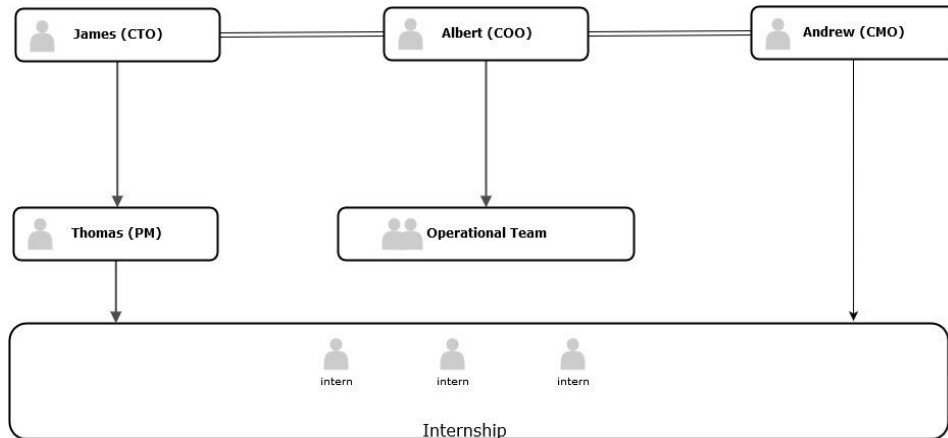 James (CTO)
Albert (COO)
Andrew (CMO)
Thomas (PM)
Operational Team
intern
intern
intern
Internship